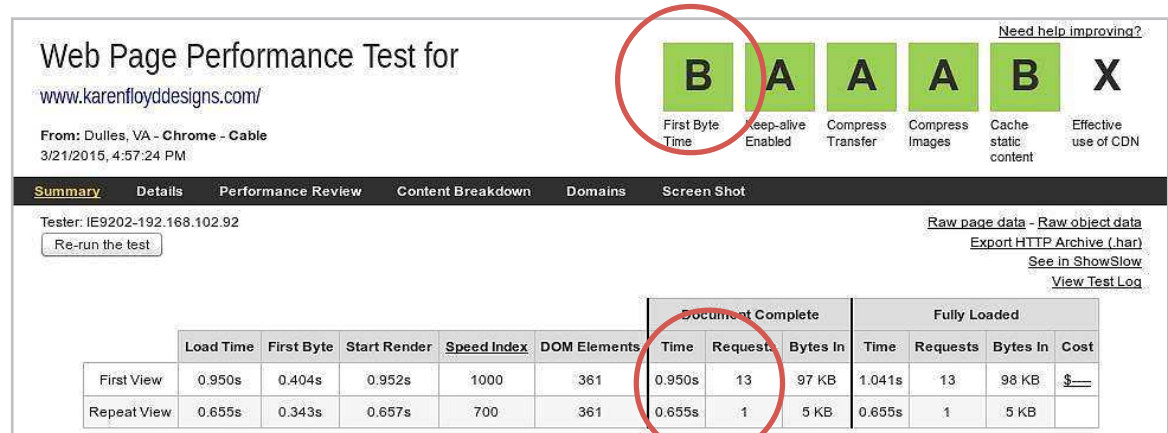 Need help improving?
Web Page Performance Test for
www.karenfloyddesigns.com/
From: Dulles, VA - Chrome - Cable
3/21/2015, 4:57:24 PM
B A A A B X
First Byte Time Keep-alive Enabled Compress Transfer Compress Images Cache static content Effective use of CDN
Summary Details Performance Review Content Breakdown Domains Screen Shot
Tester: IE9202-192.168.102.92
Re-run the test
Raw page data - Raw object data
Export HTTP Archive (.har)
See in ShowSlow
View Test Log
Document Complete Fully Loaded
Load Time First Byte Start Render Speed Index DOM Elements Time Requests Bytes In Time Requests Bytes In Cost
First View 0.950s 0.404s 0.952s 1000 361 0.950s 13 97 KB 1.041s 13 98 KB $----
Repeat View 0.655s 0.343s 0.657s 700 361 0.655s 1 5 KB 0.655s 1 5 KB